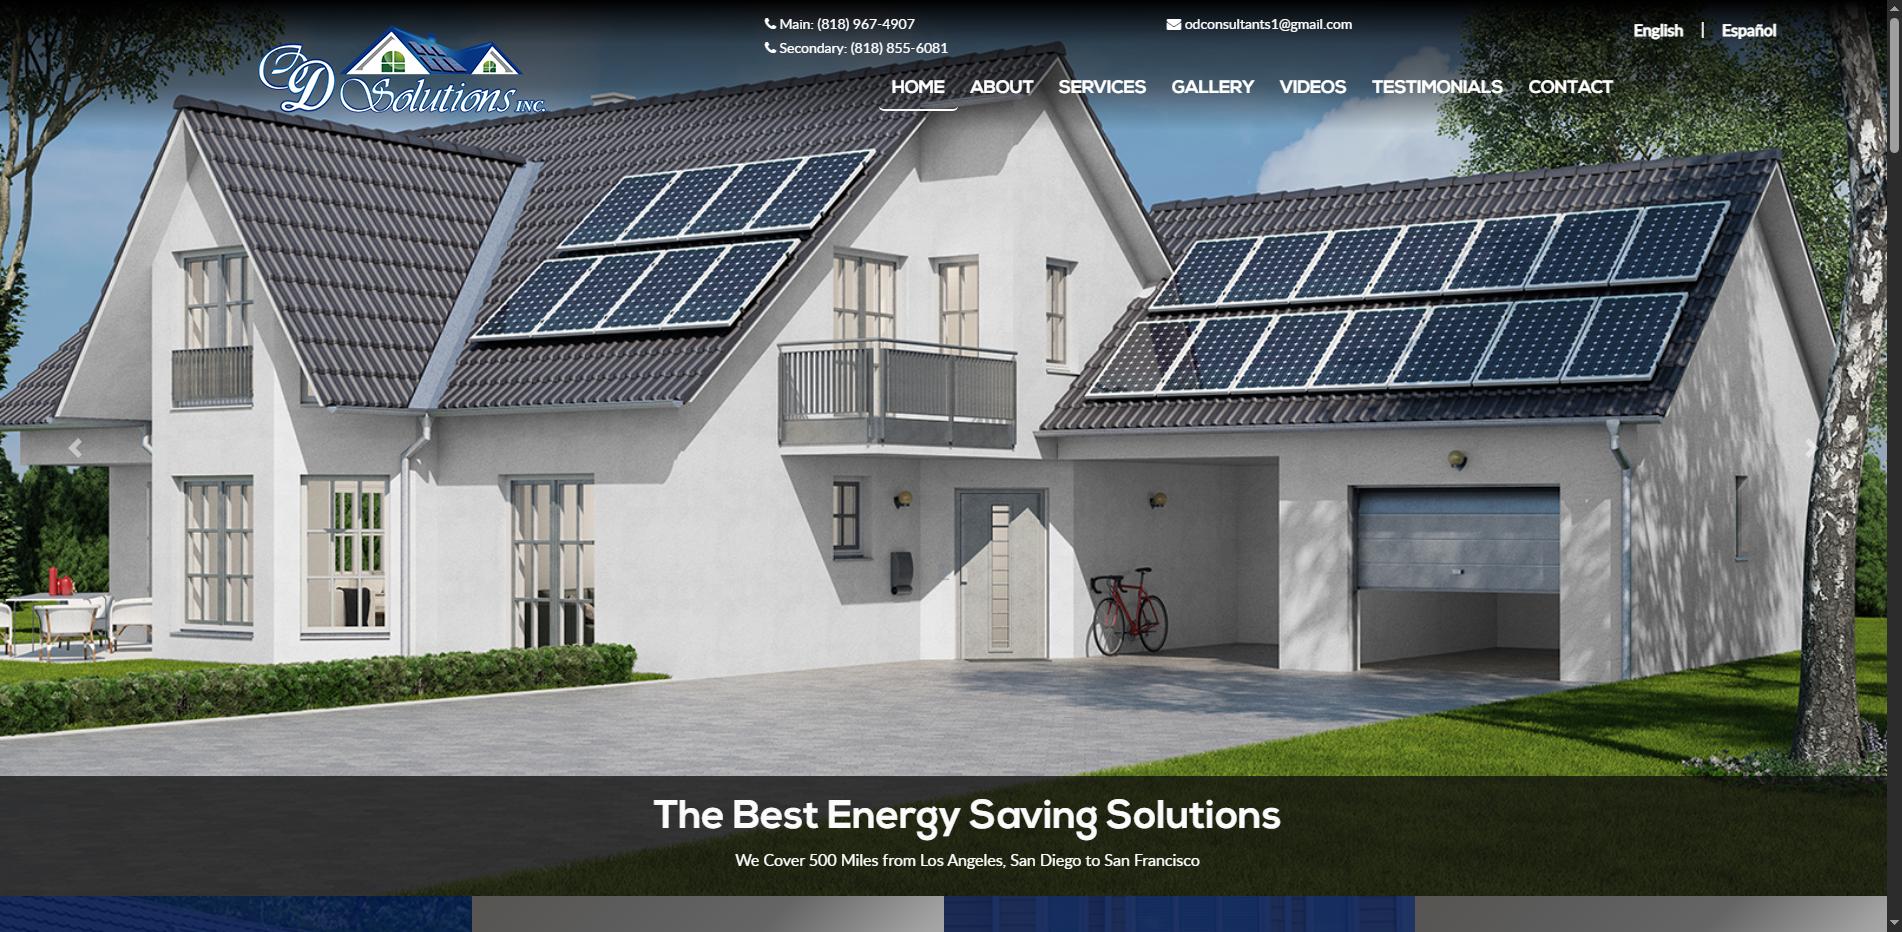 Main: (818) 967-4907
odconsultants1@gmail.com
English | Español
Secondary: (818) 855-6081
CD Solutions INC.
HOME ABOUT SERVICES GALLERY VIDEOS TESTIMONIALS CONTACT
The Best Energy Saving Solutions
We Cover 500 Miles from Los Angeles, San Diego to San Francisco